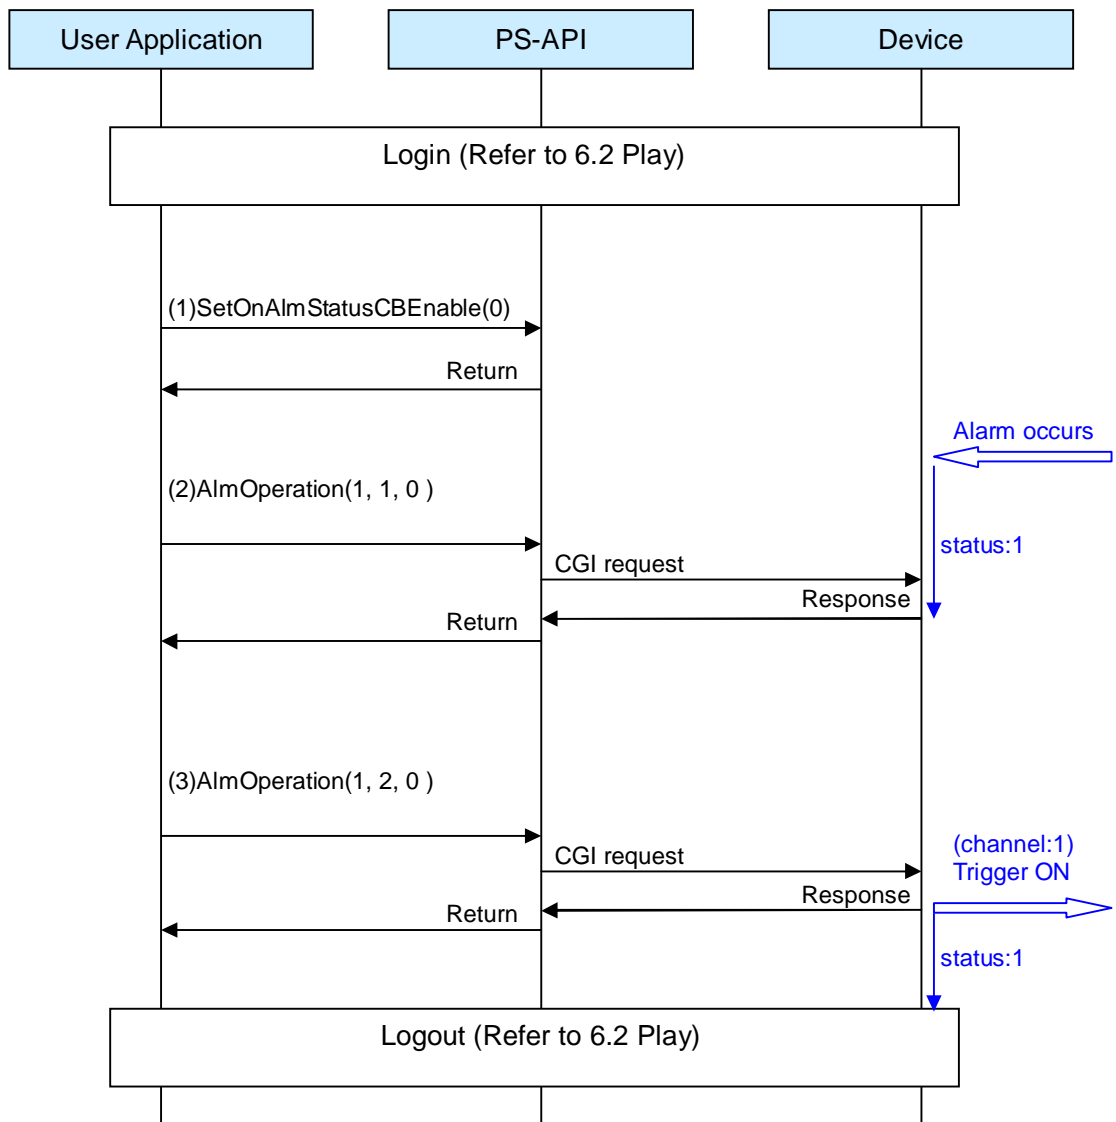 User Application
PS-API
Device
Login (Refer to 6.2 Play)
(1)SetOnAlmStatusCBEnable(0)
Return
Alarm occurs
(2)AlmOperation(1, 1, 0 )
status:1
CGI request
Response
Return
(3)AlmOperation(1, 2, 0 )
(channel:1)
Trigger ON
CGI request
Response
Return
status:1
Logout (Refer to 6.2 Play)